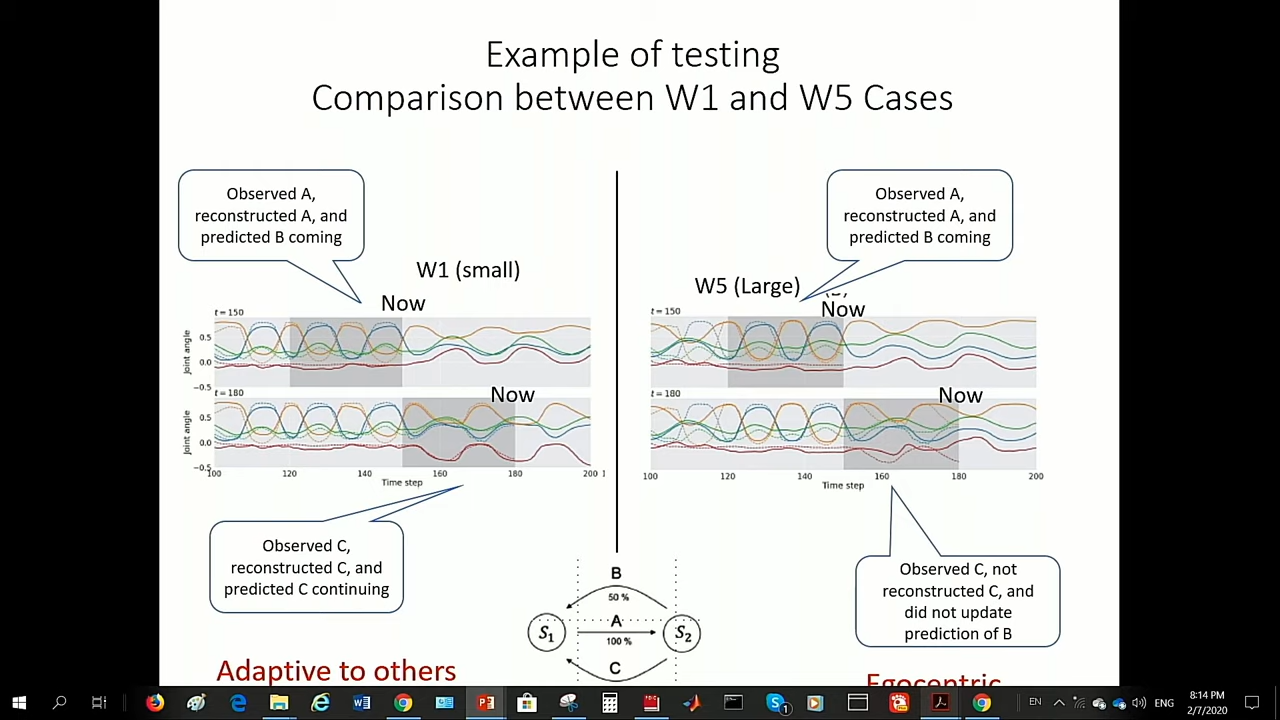 Example of testing
Comparison between W1 and W5 Cases
Observed A,
reconstructed A, and
predicted B coming
W1 (small)
Now
t = 150
Joint angle
0.5
0.0
−0.5
Now
t = 180
Joint angle
0.5
0.0
−0.5
100
120
140
160
180
200
Time step
Observed C,
reconstructed C, and
predicted C continuing
Adaptive to others
Observed A,
reconstructed A, and
predicted B coming
W5 (Large)
Now
t = 150
Now
t = 180
100
120
140
160
180
200
Time step
Observed C, not
reconstructed C, and
did not update
prediction of B
Egocentric
B
50 %
S1
A
100 %
S2
C
EN
ENG
8:14 PM
2/7/2020